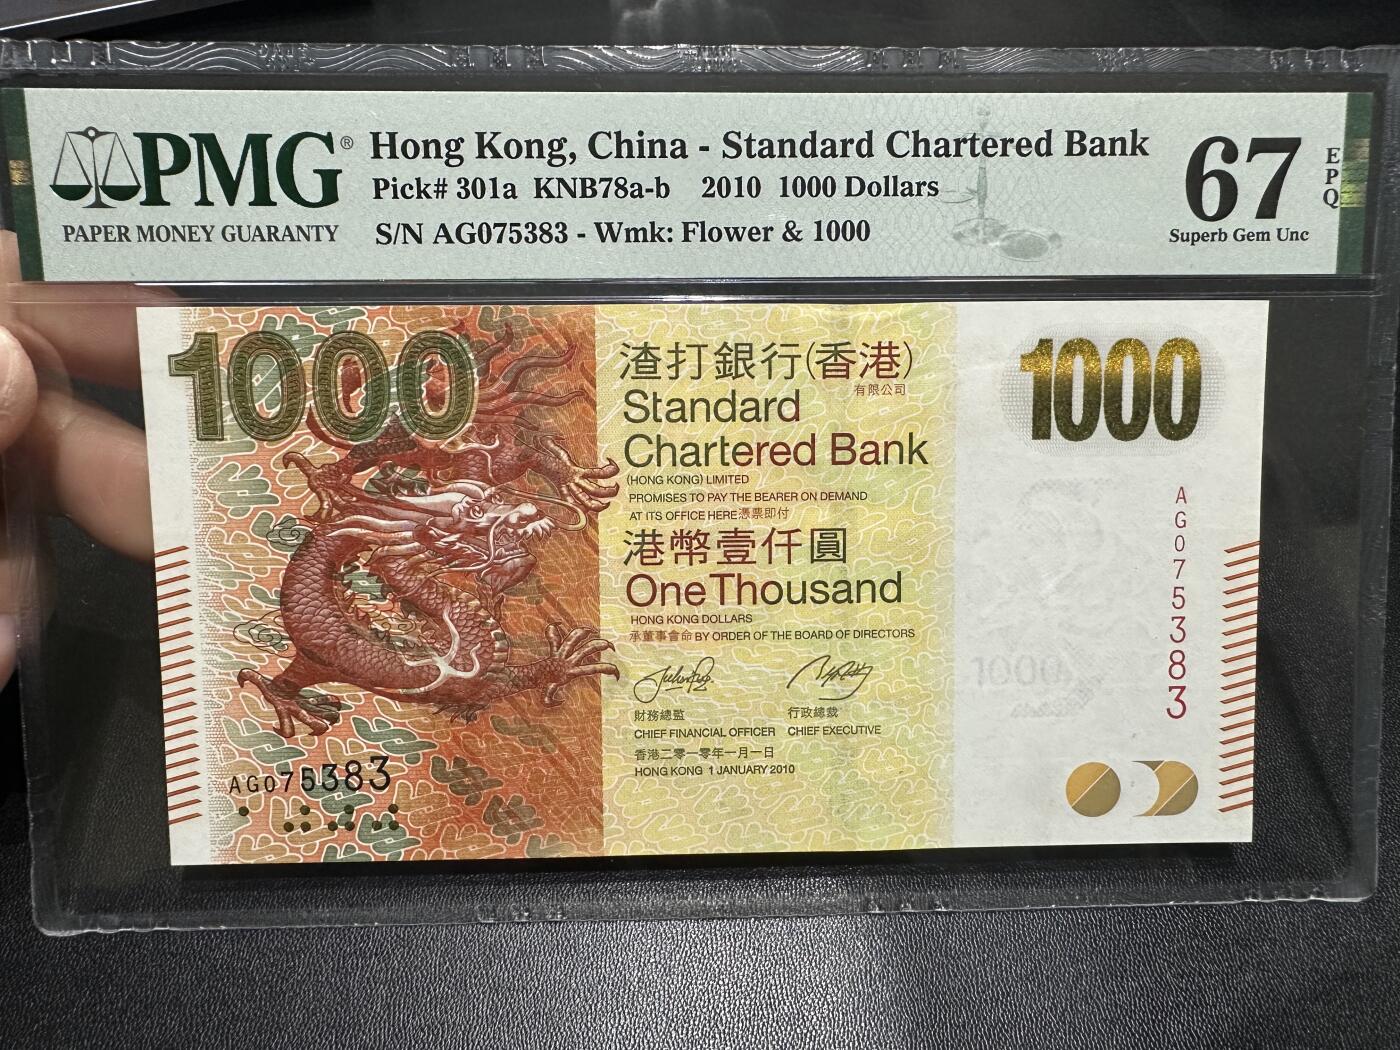 PMG®
PAPER MONEY GUARANTY
Hong Kong, China - Standard Chartered Bank
Pick# 301a KNB78a-b 2010 1000 Dollars
S/N AG075383 - Wmk: Flower & 1000
67
EPQ
Superb Gem Unc
1000
渣打銀行(香港)
有限公司
Standard
Chartered Bank
(HONG KONG) LIMITED
PROMISES TO PAY THE BEARER ON DEMAND
AT ITS OFFICE HERE 憑票即付
港幣壹仟圓
One Thousand
HONG KONG DOLLARS
承董事會命 BY ORDER OF THE BOARD OF DIRECTORS
財務總監 行政總裁
CHIEF FINANCIAL OFFICER CHIEF EXECUTIVE
香港二零一零年一月一日
HONG KONG 1 JANUARY 2010
AG075383
1000
AG075383
1000